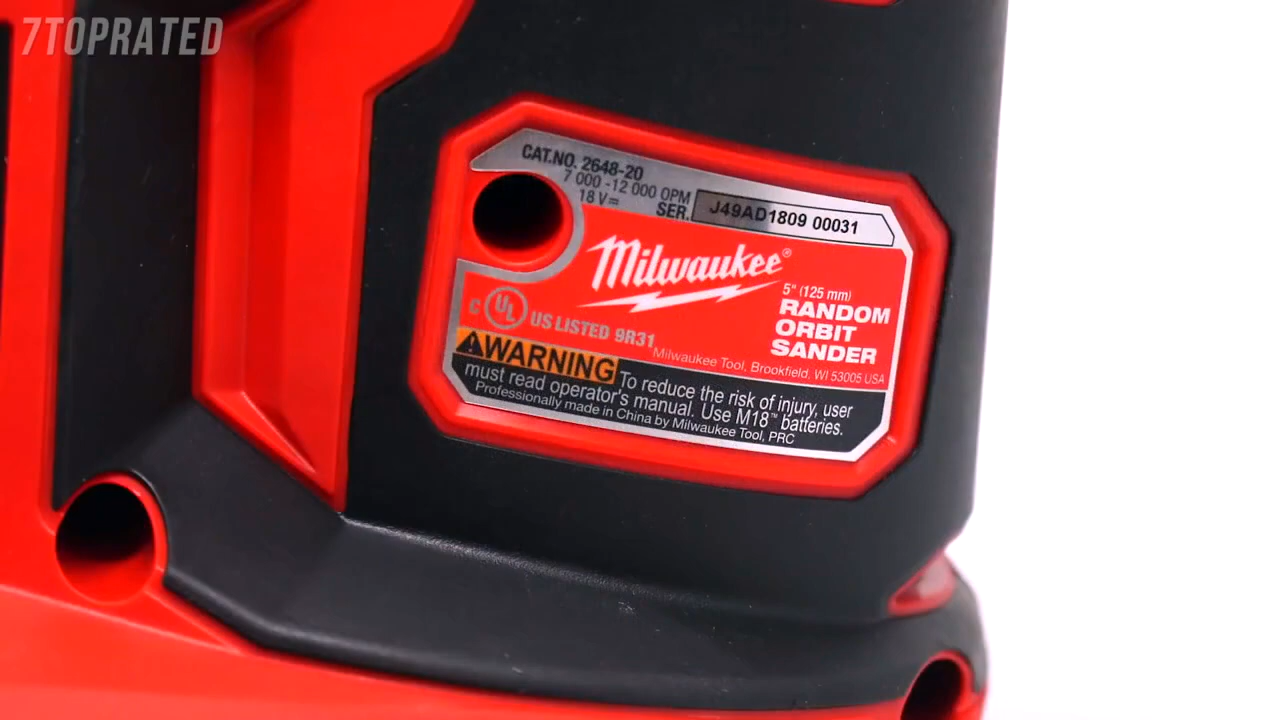 7TOPRATED
CAT.NO. 2648-20
7 000 -12 000 OPM
18 V⎓ SER. J49AD1809 00031
Milwaukee®
5" (125 mm)
RANDOM
ORBIT
SANDER
C UL US LISTED 9R31
Milwaukee Tool, Brookfield, WI 53005 USA
WARNING To reduce the risk of injury, user
must read operator's manual. Use M18™ batteries.
Professionally made in China by Milwaukee Tool, PRC